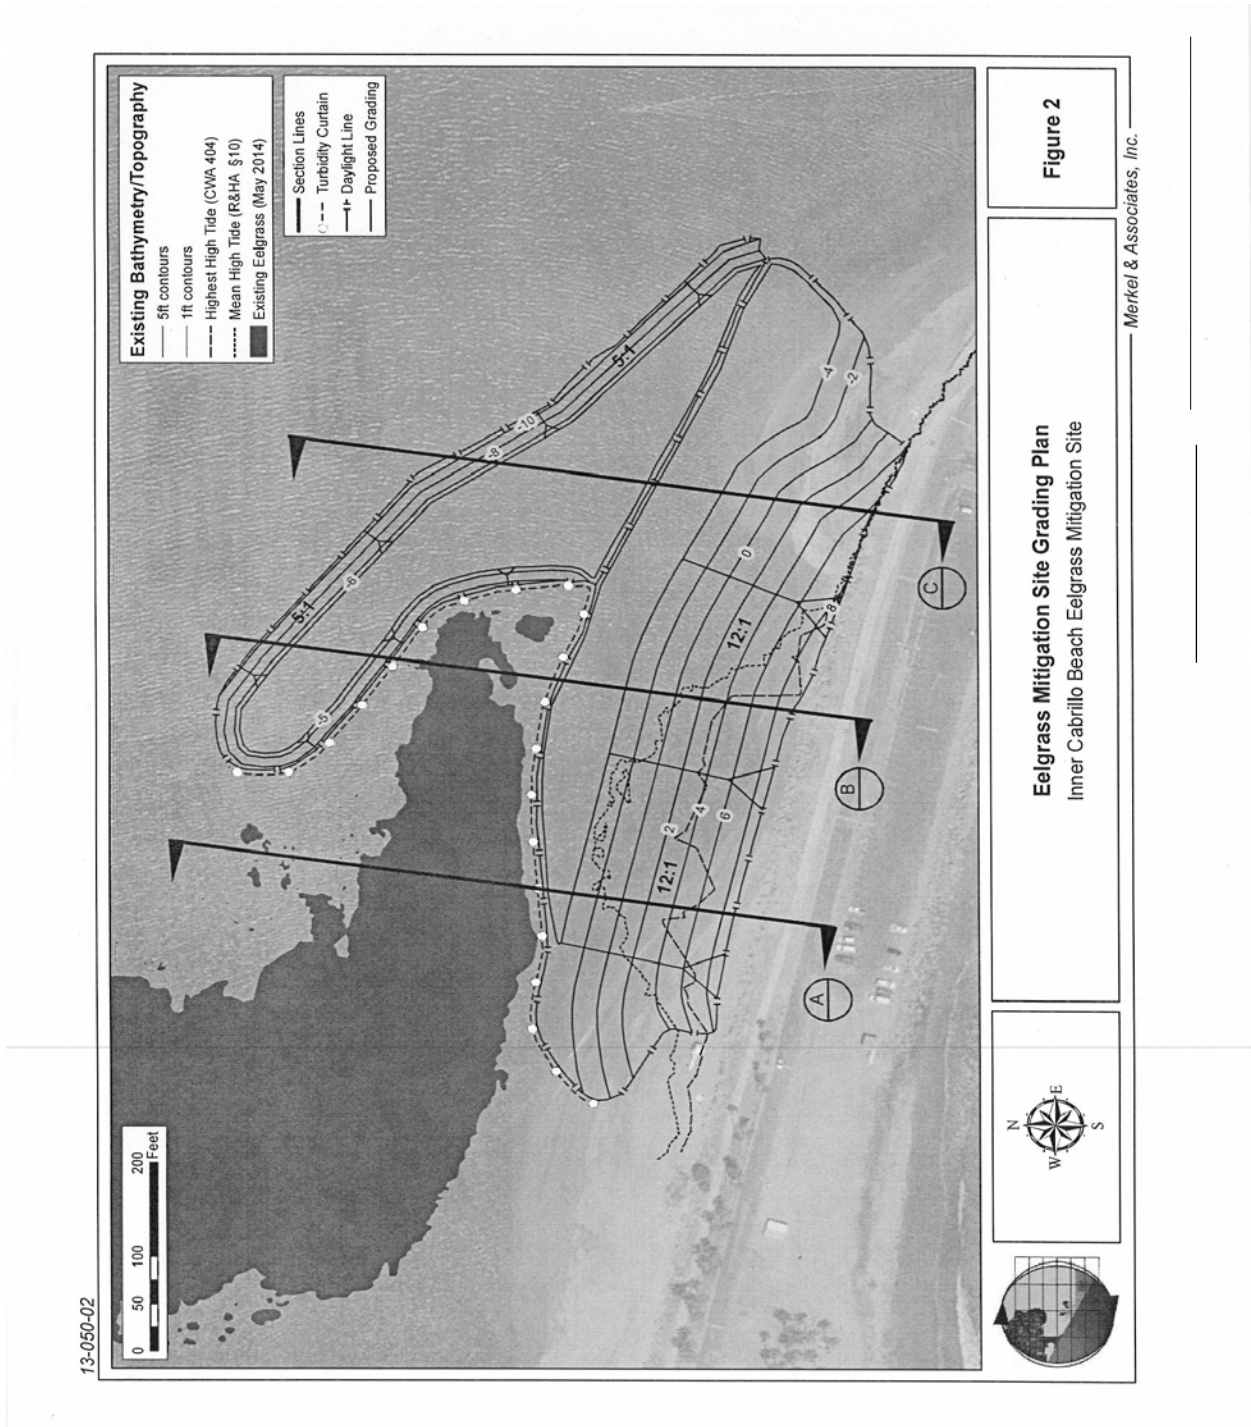 13-050-02
0 50 100 200
Feet
Existing Bathymetry/Topography
5ft contours
1ft contours
Highest High Tide (CWA 404)
Mean High Tide (R&HA §10)
Existing Eelgrass (May 2014)
Section Lines
Turbidity Curtain
Daylight Line
Proposed Grading
5:1
5:1
-10
-8
-6
-5
-4
-2
0
12:1
8
2
4
6
12:1
A
B
C
N
W E
S
Eelgrass Mitigation Site Grading Plan
Inner Cabrillo Beach Eelgrass Mitigation Site
Figure 2
Merkel & Associates, Inc.